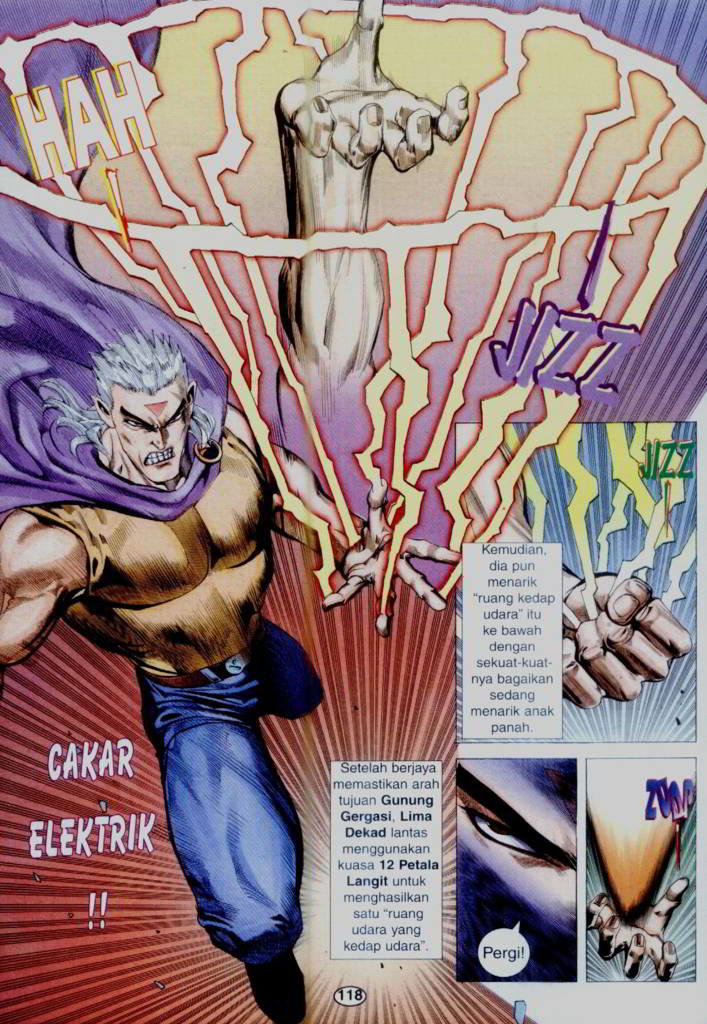 HAH
JIZZ
CAKAR
ELEKTRIK
!!
Setelah berjaya
memastikan arah
tujuan Gunung
Gergasi, Lima
Dekad lantas
menggunakan
kuasa 12 Petala
Langit untuk
menghasilkan
satu “ruang
udara yang
kedap udara”.
JIZZ
Kemudian,
dia pun
menarik
“ruang kedap
udara” itu
ke bawah
dengan
sekuat-kuat-
nya bagaikan
sedang
menarik anak
panah.
Pergi!
118